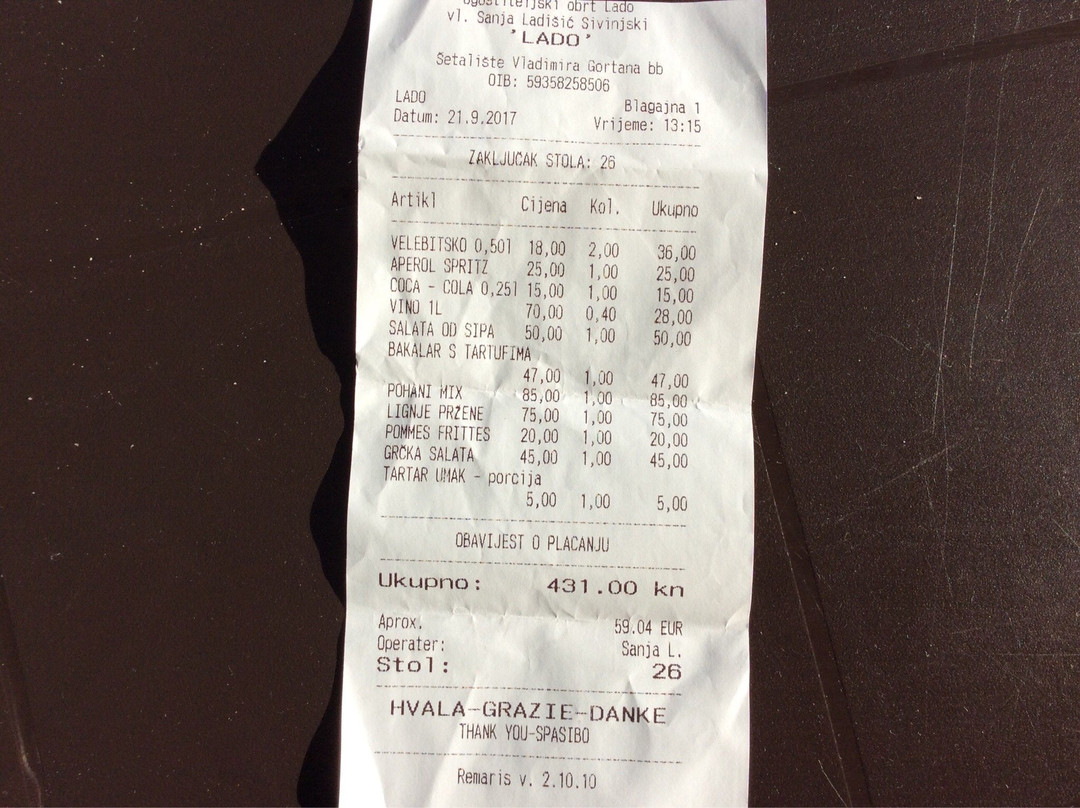 Ugostiteljski obrt Lado
vl. Sanja Ladišić Sivinjski
"LADO"
Šetalište Vladimira Gortana bb
OIB: 59358258506
LADO Blagajna 1
Datum: 21.9.2017 Vrijeme: 13:15
ZAKLJUČAK STOLA: 26
Artikl Cijena Kol. Ukupno
VELEBITSKO 0,50l 18,00 2,00 36,00
APEROL SPRITZ 25,00 1,00 25,00
COCA - COLA 0,25l 15,00 1,00 15,00
VINO 1L 70,00 0,40 28,00
SALATA OD SIPA 50,00 1,00 50,00
BAKALAR S TARTUFIMA
47,00 1,00 47,00
POHANI MIX 85,00 1,00 85,00
LIGNJE PRŽENE 75,00 1,00 75,00
POMMES FRITTES 20,00 1,00 20,00
GRČKA SALATA 45,00 1,00 45,00
TARTAR UMAK - porcija
5,00 1,00 5,00
OBAVIJEST O PLAĆANJU
Ukupno: 431.00 kn
Aprox. 59.04 EUR
Operater: Sanja L.
Stol: 26
HVALA-GRAZIE-DANKE
THANK YOU-SPASIBO
Remaris v. 2.10.10